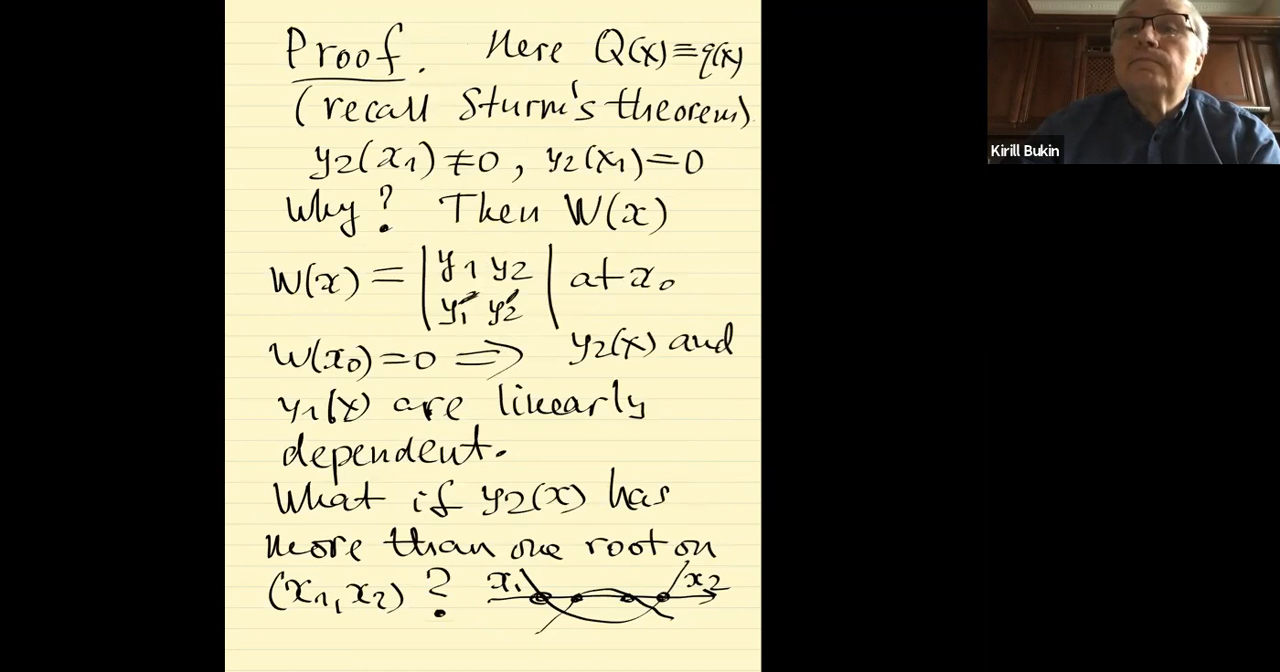 Proof. Here Q(x)≡q(x)
(recall Sturm's theorem)
y2(x1)≠0, y2(x1)=0
Why? Then W(x)
W(x) = | y1 y2 | at x0
| y1' y2' |
W(x0)=0 ⇒ y2(x) and
y1(x) are linearly
dependent.
What if y2(x) has
more than one root on
(x1, x2) ? x1 x2
Kirill Bukin